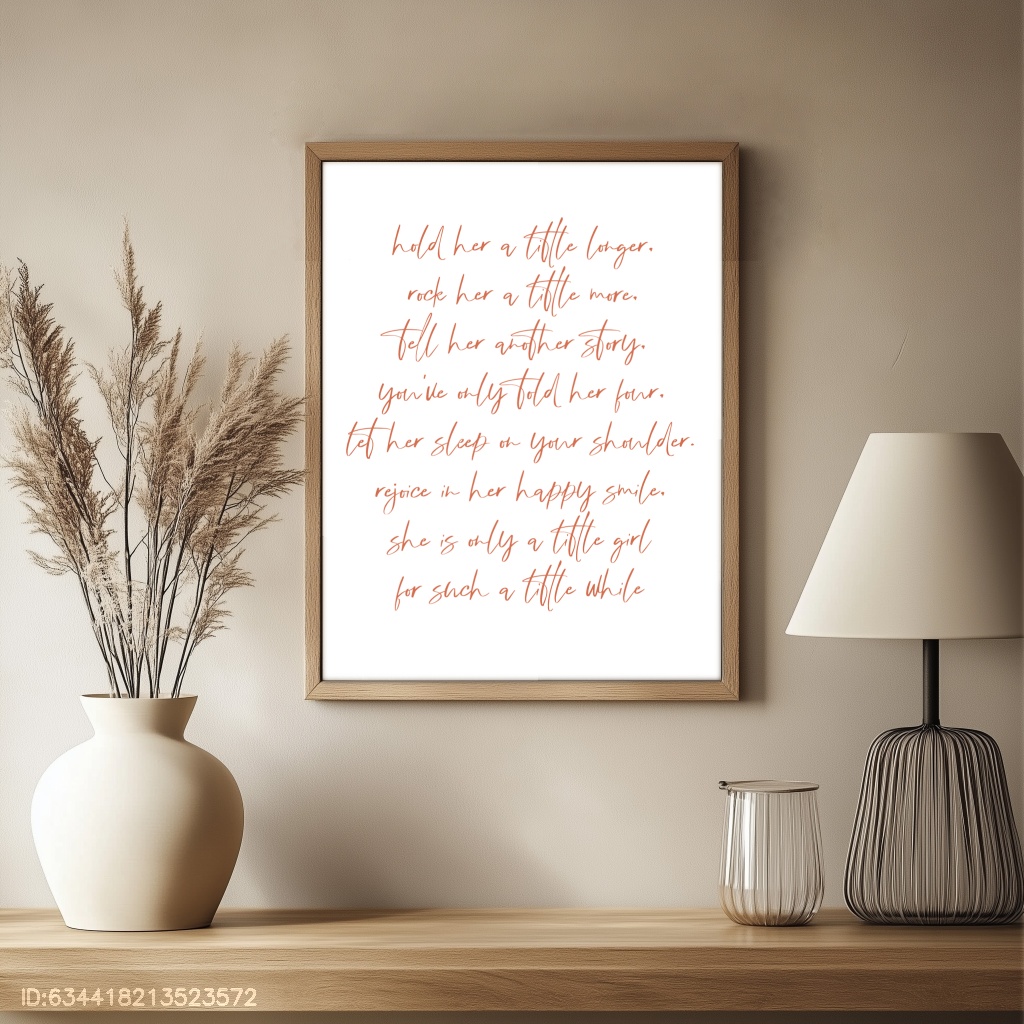 hold her a little longer.
rock her a little more.
tell her another story.
you've only told her four.
let her sleep on your shoulder.
rejoice in her happy smile.
she is only a little girl
for such a little while
ID:634418213523572